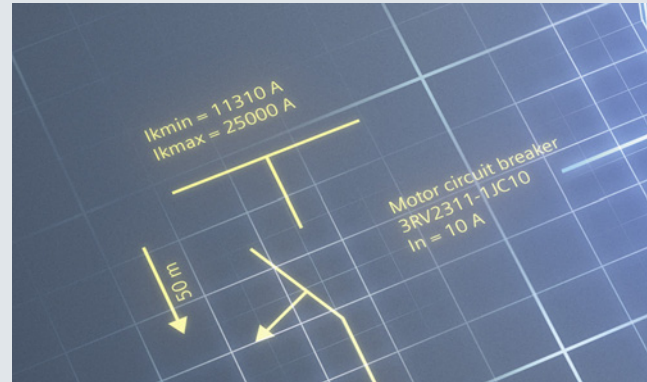 Ikmin = 11310 A
Ikmax = 25000 A
Motor circuit breaker
3RV2311-1JC10
In = 10 A
50 m